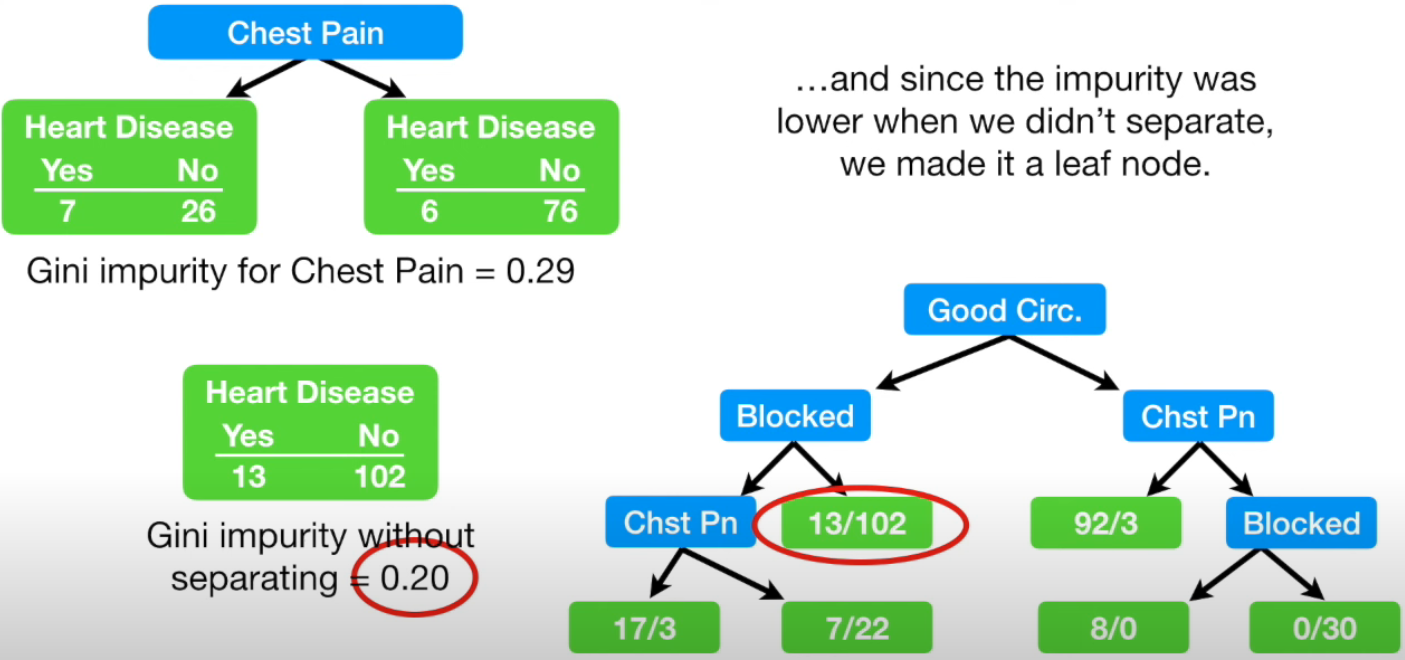 Chest Pain
Heart Disease
Yes No
7 26
Heart Disease
Yes No
6 76
Gini impurity for Chest Pain = 0.29
…and since the impurity was
lower when we didn’t separate,
we made it a leaf node.
Heart Disease
Yes No
13 102
Gini impurity without
separating = 0.20
Good Circ.
Blocked
Chst Pn
Chst Pn
13/102
92/3
Blocked
17/3
7/22
8/0
0/30